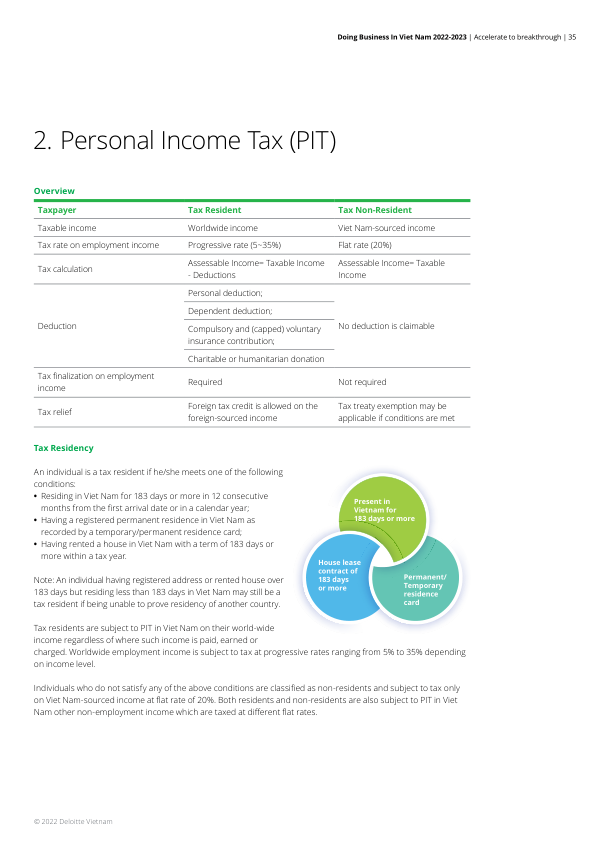 Doing Business In Viet Nam 2022-2023 | Accelerate to breakthrough | 35
2. Personal Income Tax (PIT)
Overview
Taxpayer Tax Resident Tax Non-Resident
Taxable income Worldwide income Viet Nam-sourced income
Tax rate on employment income Progressive rate (5~35%) Flat rate (20%)
Tax calculation
Assessable Income= Taxable Income
- Deductions
Assessable Income= Taxable
Income
Deduction
Personal deduction;
Dependent deduction;
Compulsory and (capped) voluntary
insurance contribution;
Charitable or humanitarian donation
No deduction is claimable
Tax finalization on employment
income
Required
Not required
Tax relief
Foreign tax credit is allowed on the
foreign-sourced income
Tax treaty exemption may be
applicable if conditions are met
Tax Residency
An individual is a tax resident if he/she meets one of the following
conditions:
• Residing in Viet Nam for 183 days or more in 12 consecutive
months from the first arrival date or in a calendar year;
• Having a registered permanent residence in Viet Nam as
recorded by a temporary/permanent residence card;
• Having rented a house in Viet Nam with a term of 183 days or
more within a tax year.
Note: An individual having registered address or rented house over
183 days but residing less than 183 days in Viet Nam may still be a
tax resident if being unable to prove residency of another country.
Tax residents are subject to PIT in Viet Nam on their world-wide
income regardless of where such income is paid, earned or
charged. Worldwide employment income is subject to tax at progressive rates ranging from 5% to 35% depending
on income level.
Present in
Vietnam for
183 days or more
House lease
contract of
183 days
or more
Permanent/
Temporary
residence
card
Individuals who do not satisfy any of the above conditions are classified as non-residents and subject to tax only
on Viet Nam-sourced income at flat rate of 20%. Both residents and non-residents are also subject to PIT in Viet
Nam other non-employment income which are taxed at different flat rates.
© 2022 Deloitte Vietnam